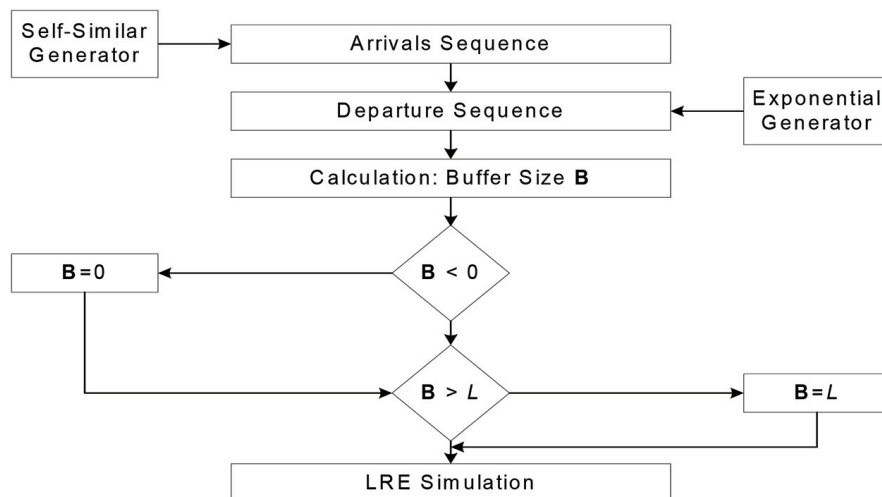 Self-Similar
Generator
Arrivals Sequence
Departure Sequence
Exponential
Generator
Calculation: Buffer Size B
B < 0
B=0
B > L
B=L
LRE Simulation